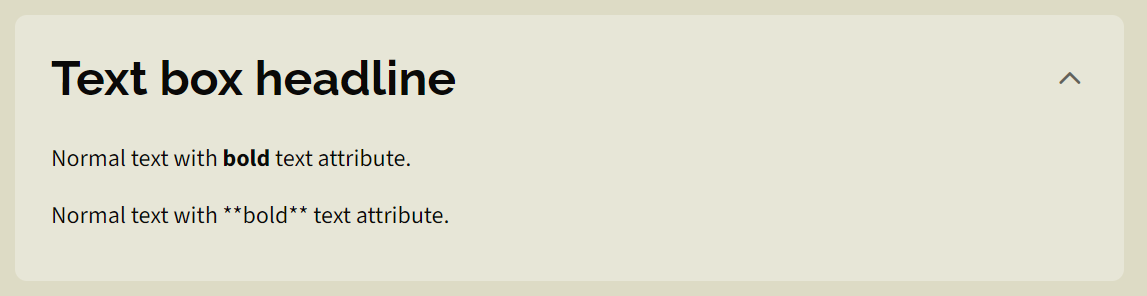 Text box headline
Normal text with bold text attribute.
Normal text with **bold** text attribute.